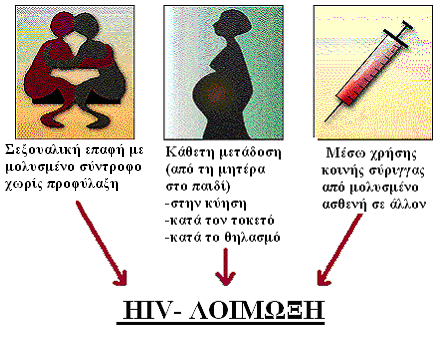 Σεξουαλική επαφή με
μολυσμένο σύντροφο
χωρίς προφύλαξη
Κάθετη μετάδοση
(από τη μητέρα
στο παιδί)
-στην κύηση
-κατά τον τοκετό
-κατά το θηλασμό
Μέσω χρήσης
κοινής σύριγγας
από μολυσμένο
ασθενή σε άλλον
HIV- ΛΟΙΜΩΞΗ